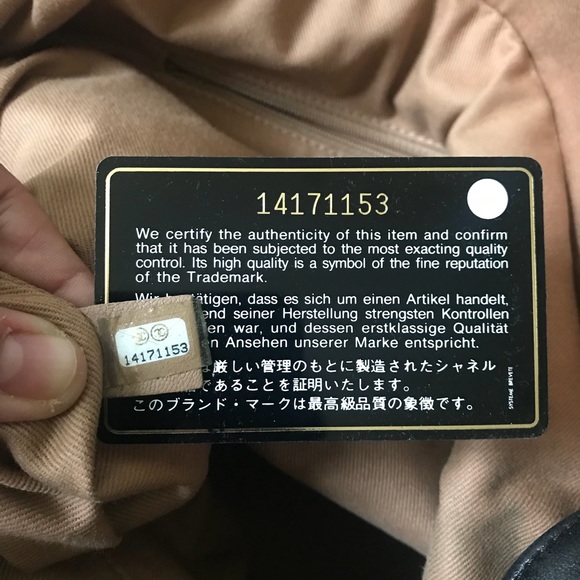 14171153
We certify the authenticity of this item and confirm
that it has been subjected to the most exacting quality
control. Its high quality is a symbol of the fine reputation
of the Trademark.
dass es sich um einen Artikel handelt,
seiner Herstellung strengsten Kontrollen
war, und dessen erstklassige Qualität
Ansehen unserer Marke entspricht.
厳しい管理のもとに製造されたシャネル
であることを証明いたします。
このブランド・マークは最高級品質の象徴です。
SYSTEME BREVETE
14171153